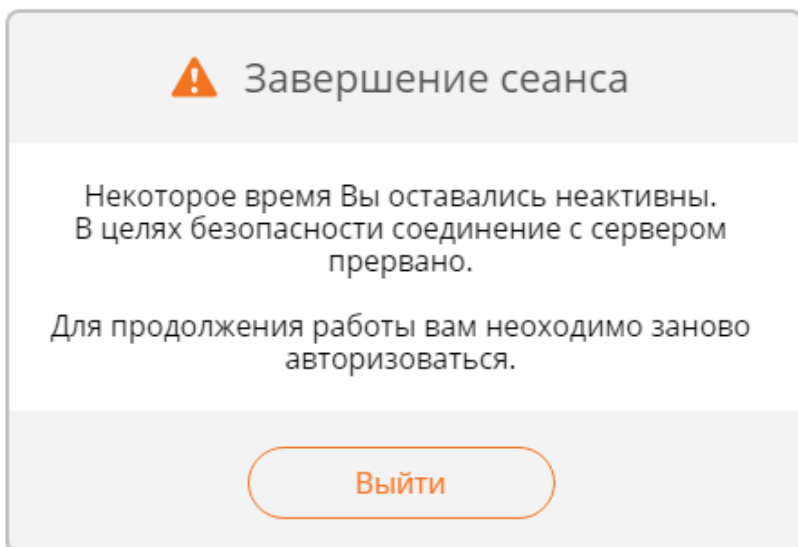 Завершение сеанса
Некоторое время Вы оставались неактивны.
В целях безопасности соединение с сервером
прервано.
Для продолжения работы вам неоходимо заново
авторизоваться.
Выйти